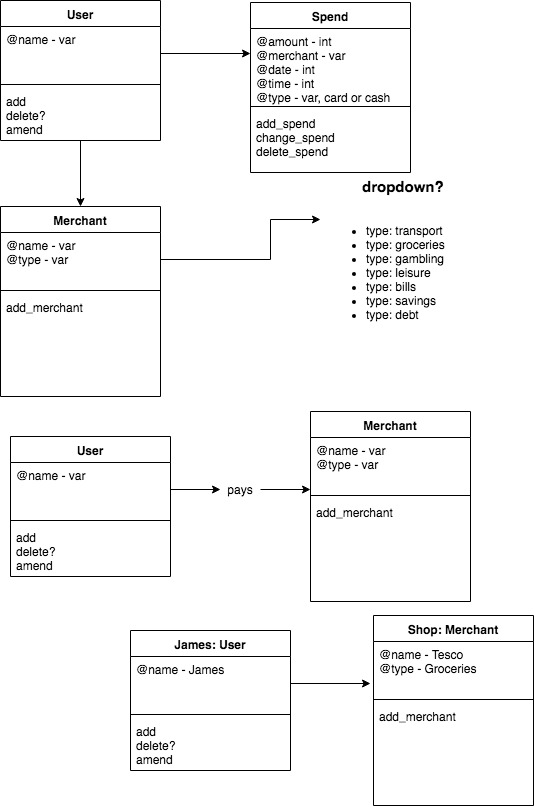 User
@name - var
add
delete?
amend
Spend
@amount - int
@merchant - var
@date - int
@time - int
@type - var, card or cash
add_spend
change_spend
delete_spend
Merchant
@name - var
@type - var
add_merchant
dropdown?
• type: transport
• type: groceries
• type: gambling
• type: leisure
• type: bills
• type: savings
• type: debt
User
@name - var
add
delete?
amend
pays
Merchant
@name - var
@type - var
add_merchant
James: User
@name - James
add
delete?
amend
Shop: Merchant
@name - Tesco
@type - Groceries
add_merchant